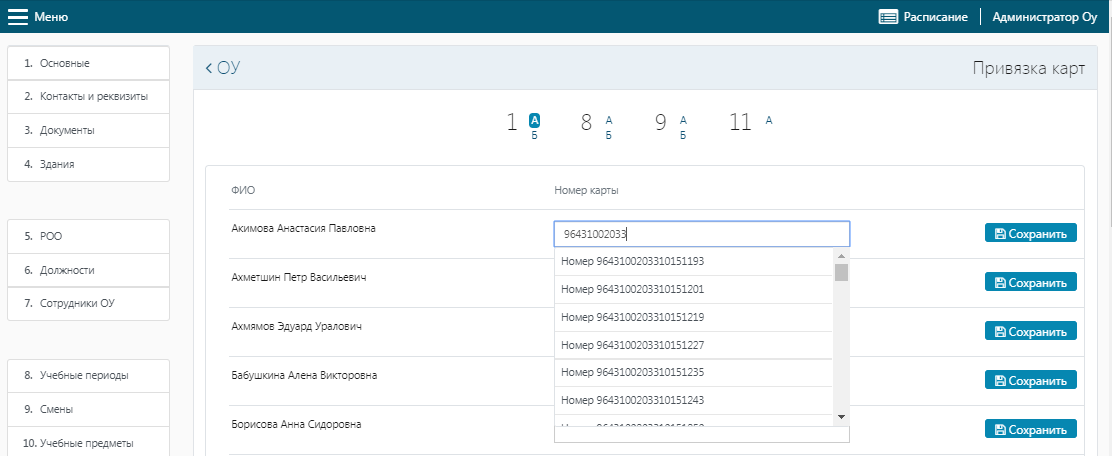 Меню
Расписание
Администратор Оу
1. Основные
2. Контакты и реквизиты
3. Документы
4. Здания
5. РОО
6. Должности
7. Сотрудники ОУ
8. Учебные периоды
9. Смены
10. Учебные предметы
ОУ
Привязка карт
1 А
Б
8 А
Б
9 А
Б
11 А
ФИО
Номер карты
Акимова Анастасия Павловна
96431002033
Сохранить
Номер 9643100203310151193
Ахметшин Петр Васильевич
Сохранить
Номер 9643100203310151201
Номер 9643100203310151219
Ахмямов Эдуард Уралович
Сохранить
Номер 9643100203310151227
Номер 9643100203310151235
Бабушкина Алена Викторовна
Сохранить
Номер 9643100203310151243
Борисова Анна Сидоровна
Сохранить